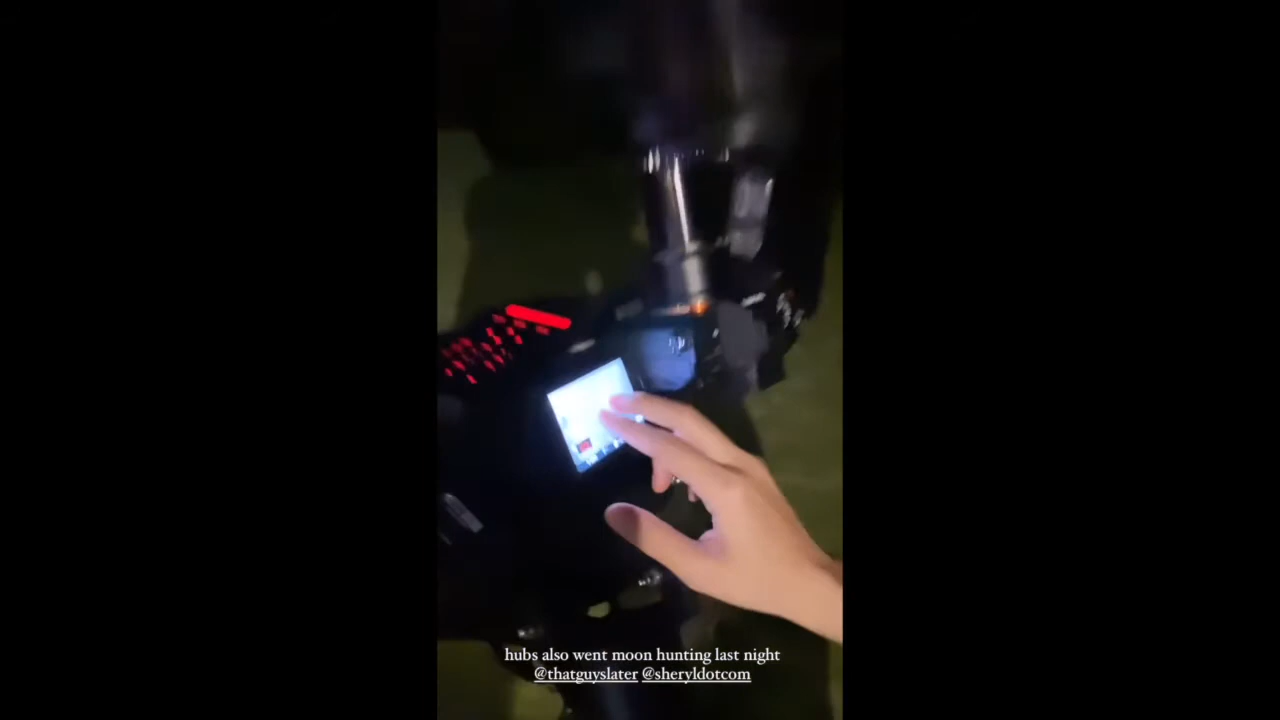 hubs also went moon hunting last night
@thatguyslater @sheryldotcom